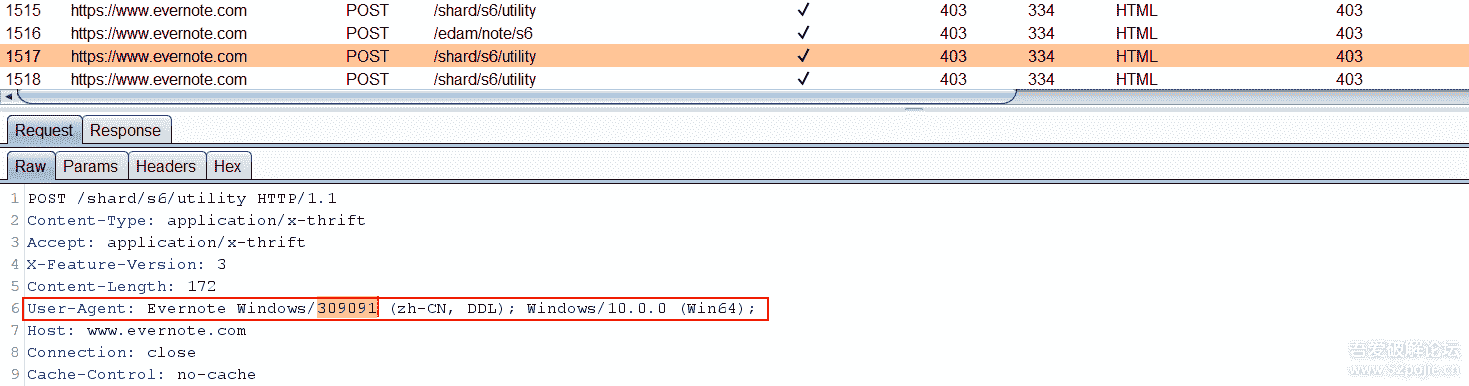 1515 https://www.evernote.com POST /shard/s6/utility ✓ 403 334 HTML 403
1516 https://www.evernote.com POST /edam/note/s6 ✓ 403 334 HTML 403
1517 https://www.evernote.com POST /shard/s6/utility ✓ 403 334 HTML 403
1518 https://www.evernote.com POST /shard/s6/utility ✓ 403 334 HTML 403
Request Response
Raw Params Headers Hex
1 POST /shard/s6/utility HTTP/1.1
2 Content-Type: application/x-thrift
3 Accept: application/x-thrift
4 X-Feature-Version: 3
5 Content-Length: 172
6 User-Agent: Evernote Windows/309091 (zh-CN, DDL); Windows/10.0.0 (Win64);
7 Host: www.evernote.com
8 Connection: close
9 Cache-Control: no-cache
吾爱破解论坛
www.52pojie.cn